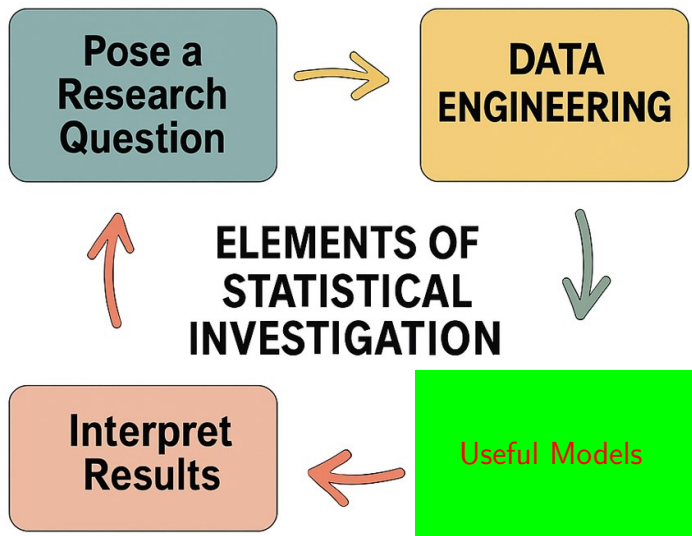 Pose a
Research
Question
DATA
ENGINEERING
ELEMENTS OF
STATISTICAL
INVESTIGATION
Interpret
Results
Useful Models